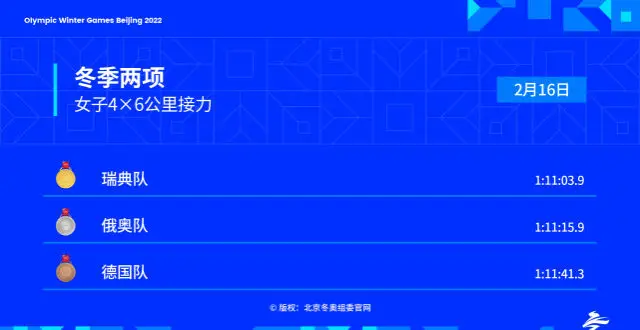 Olympic Winter Games Beijing 2022
冬季两项
女子4×6公里接力
2月16日
瑞典队 1:11:03.9
俄奥队 1:11:15.9
德国队 1:11:41.3
© 版权：北京冬奥组委官网